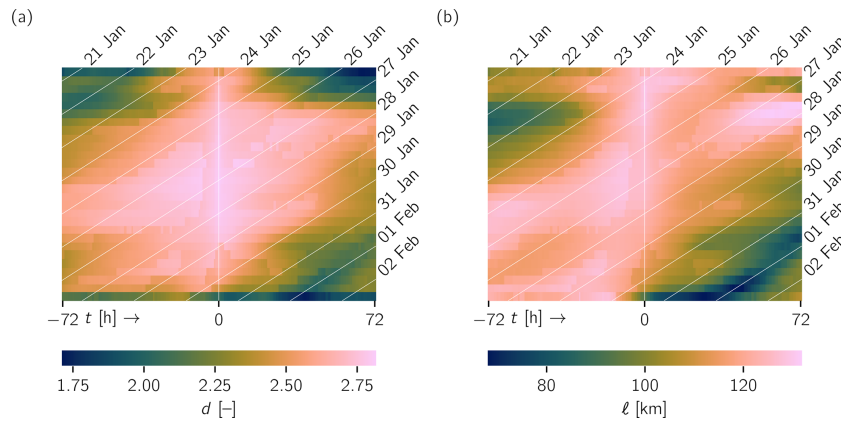 (a)
21 Jan
22 Jan
23 Jan
24 Jan
25 Jan
26 Jan
27 Jan
28 Jan
29 Jan
30 Jan
31 Jan
01 Feb
02 Feb
−72 t [h] → 0 72
1.75 2.00 2.25 2.50 2.75
d [–]
(b)
21 Jan
22 Jan
23 Jan
24 Jan
25 Jan
26 Jan
27 Jan
28 Jan
29 Jan
30 Jan
31 Jan
01 Feb
02 Feb
−72 t [h] → 0 72
80 100 120
ℓ [km]